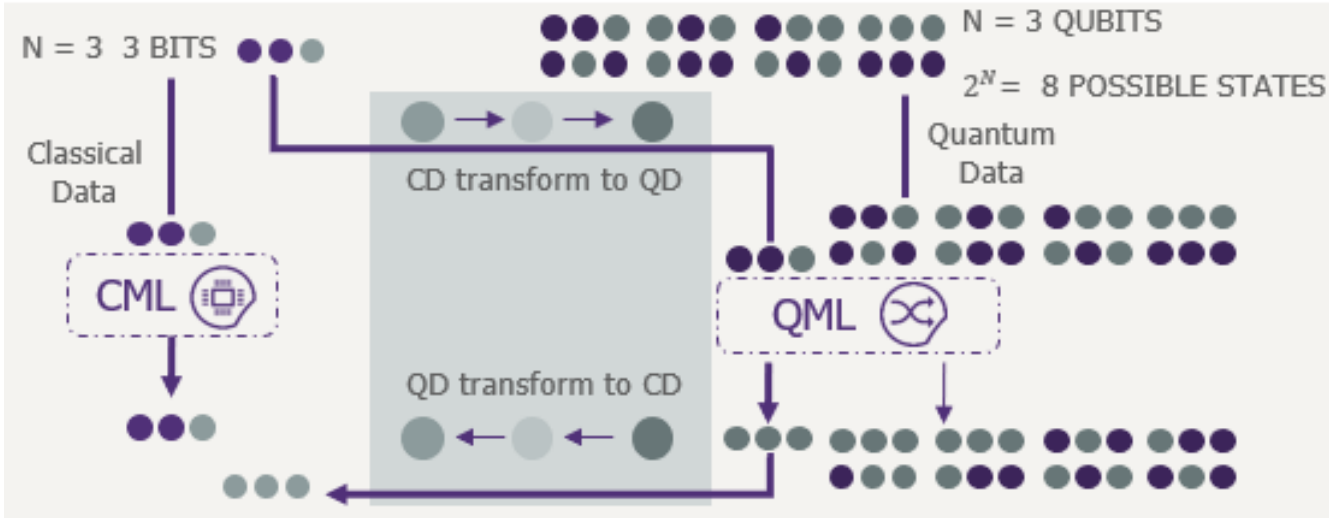 N = 3  3 BITS
N = 3 QUBITS
2^N = 8 POSSIBLE STATES
Classical
Data
Quantum
Data
CD transform to QD
CML
QML
QD transform to CD